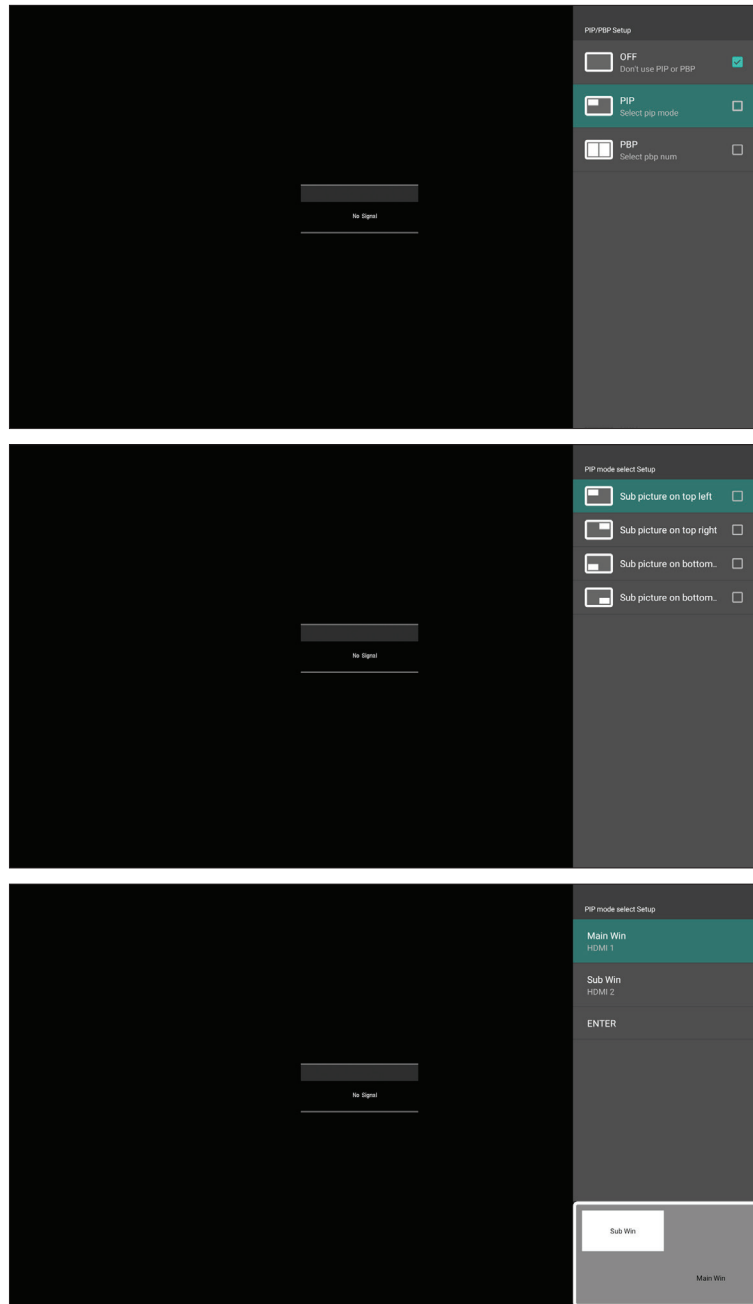 PIP/PBP Setup
OFF
Don't use PIP or PBP
PIP
Select pip mode
PBP
Select pbp num
No Signal
PIP mode select Setup
Sub picture on top left
Sub picture on top right
Sub picture on bottom..
Sub picture on bottom..
No Signal
PIP mode select Setup
Main Win
HDMI 1
Sub Win
HDMI 2
ENTER
No Signal
Sub Win
Main Win